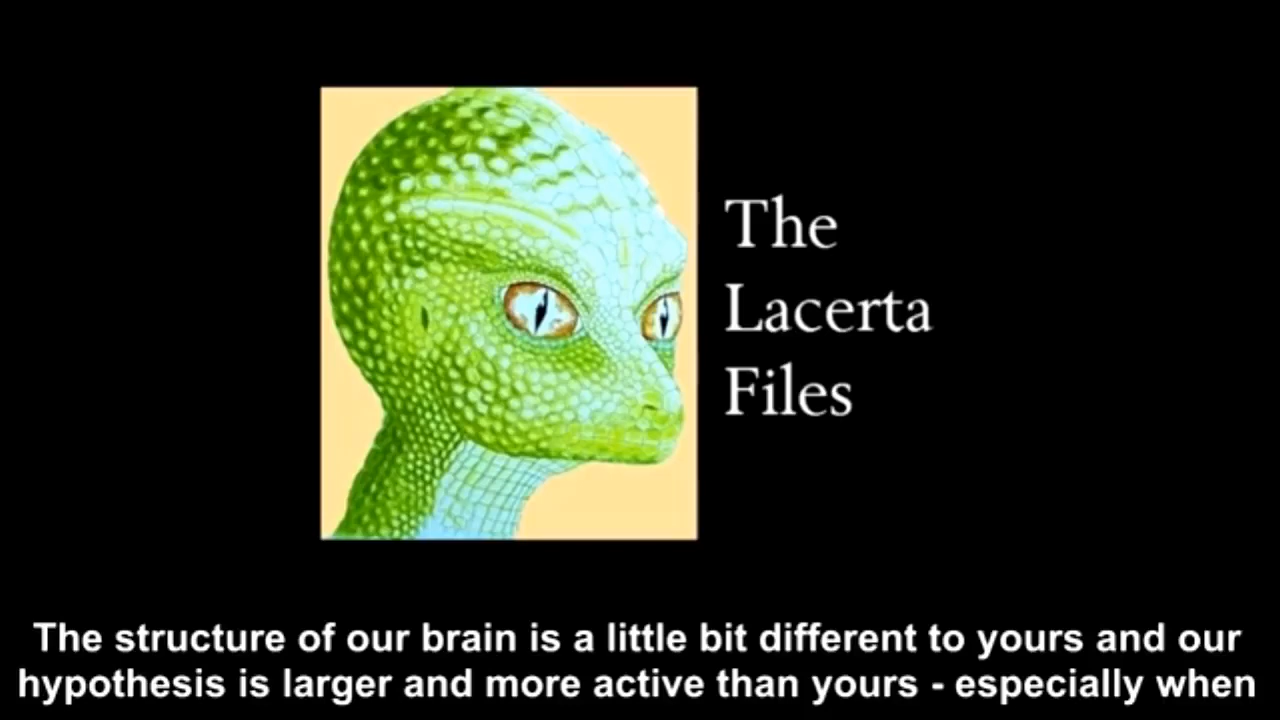 The
Lacerta
Files
The structure of our brain is a little bit different to yours and our
hypothesis is larger and more active than yours - especially when